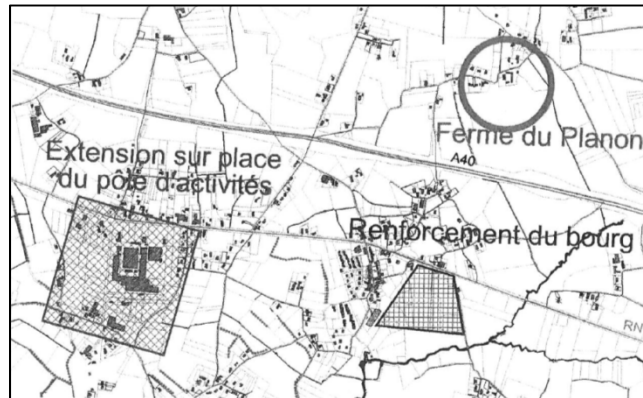 Ferme du Planon
A40
Extension sur place
du pôle d'activités
Renforcement du bourg
RN